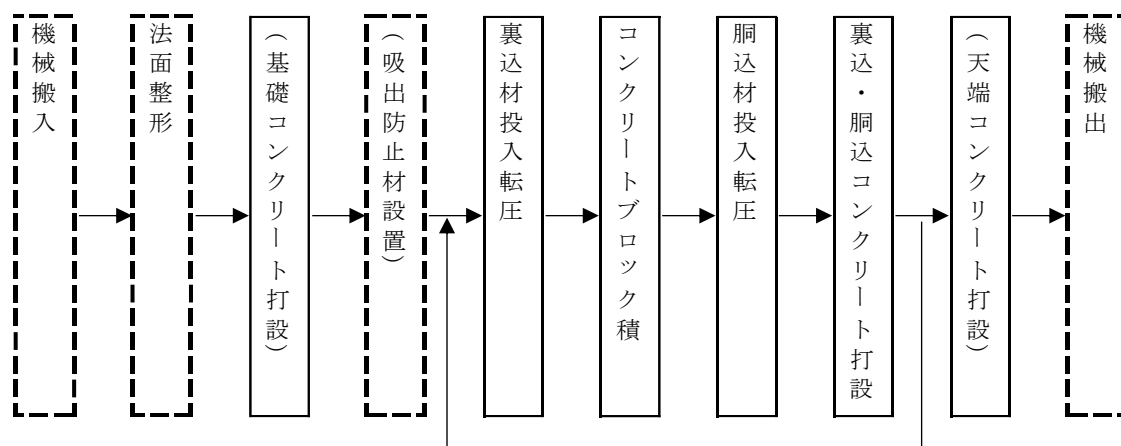 機械搬入
法面整形
(基礎コンクリート打設)
(吸出防止材設置)
裏込材投入転圧
コンクリートブロック積
胴込材投入転圧
裏込・胴込コンクリート打設
(天端コンクリート打設)
機械搬出